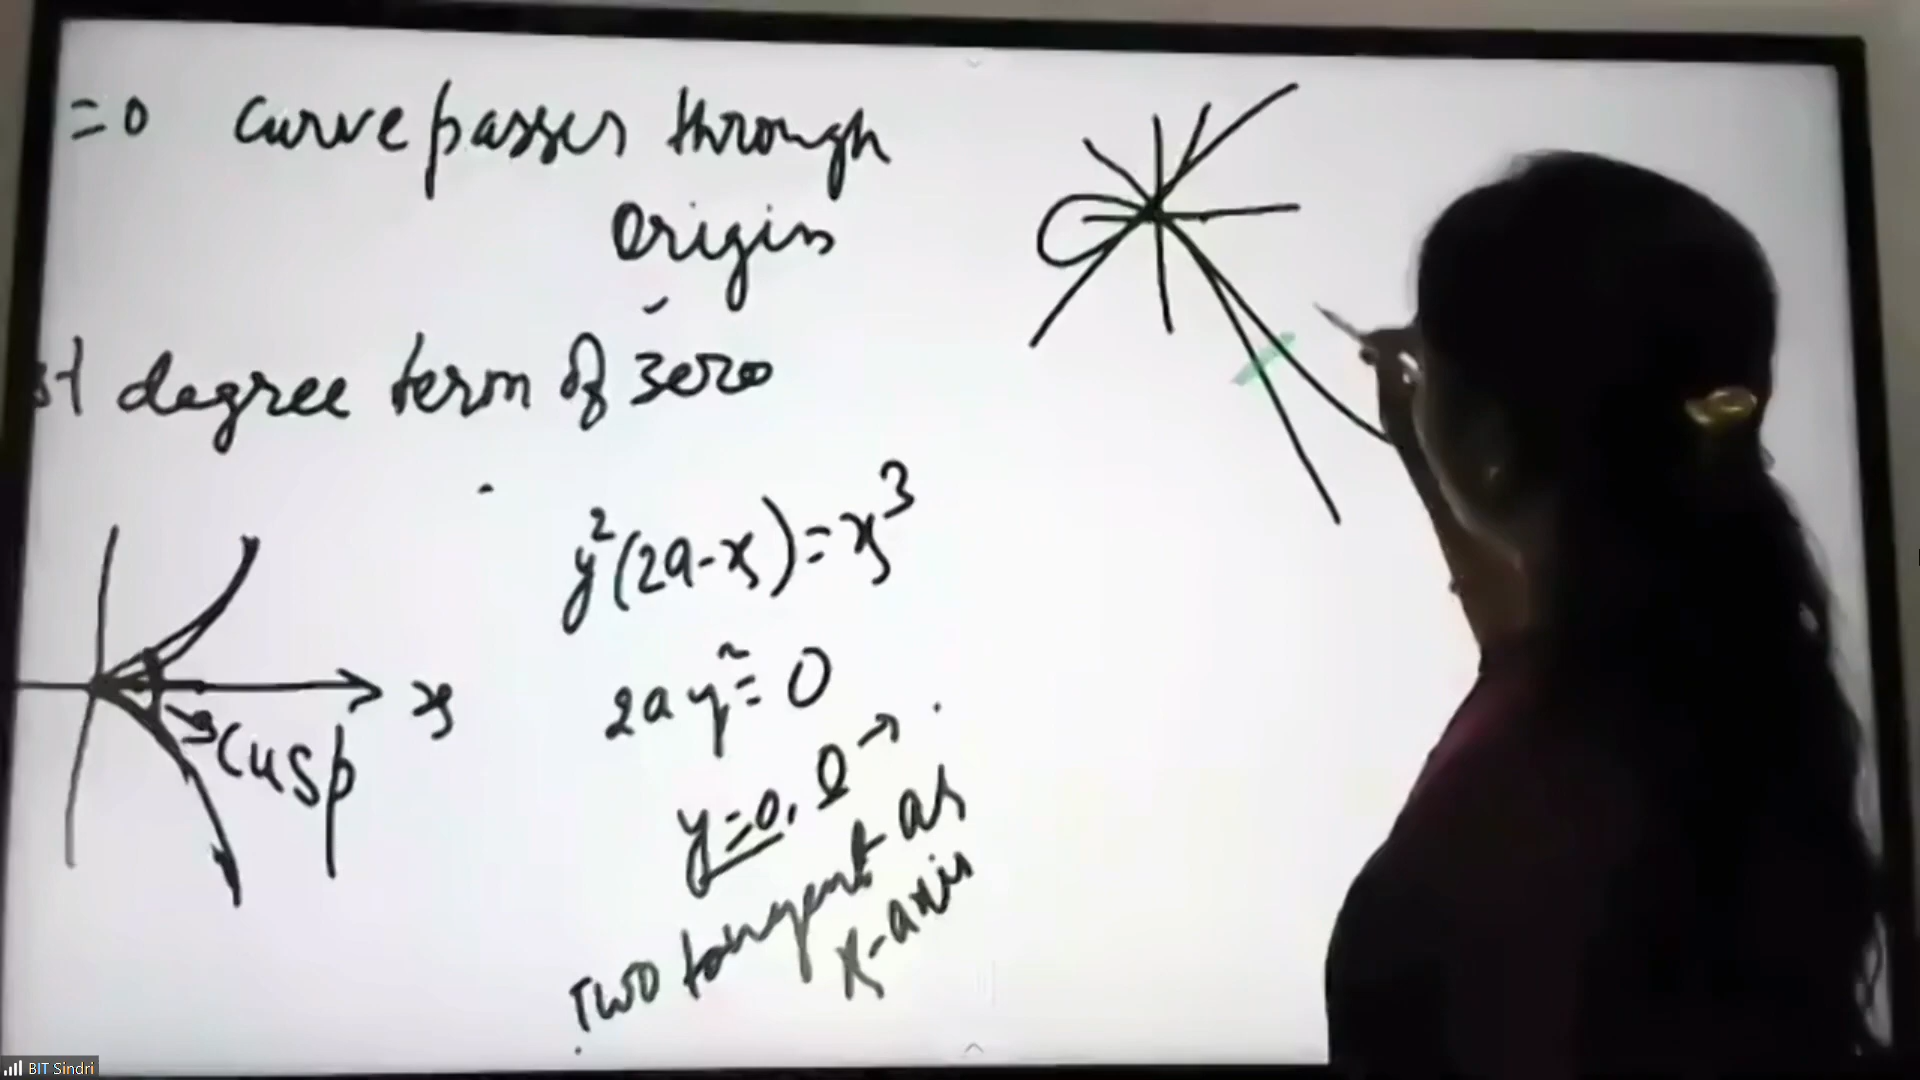 =0 curve passes through
origin
st degree term of zero
y²(2a-x)=x³
2ay²=0
y=0, 0 →
Two tangent as
x-axis
x
cusp
BIT Sindri